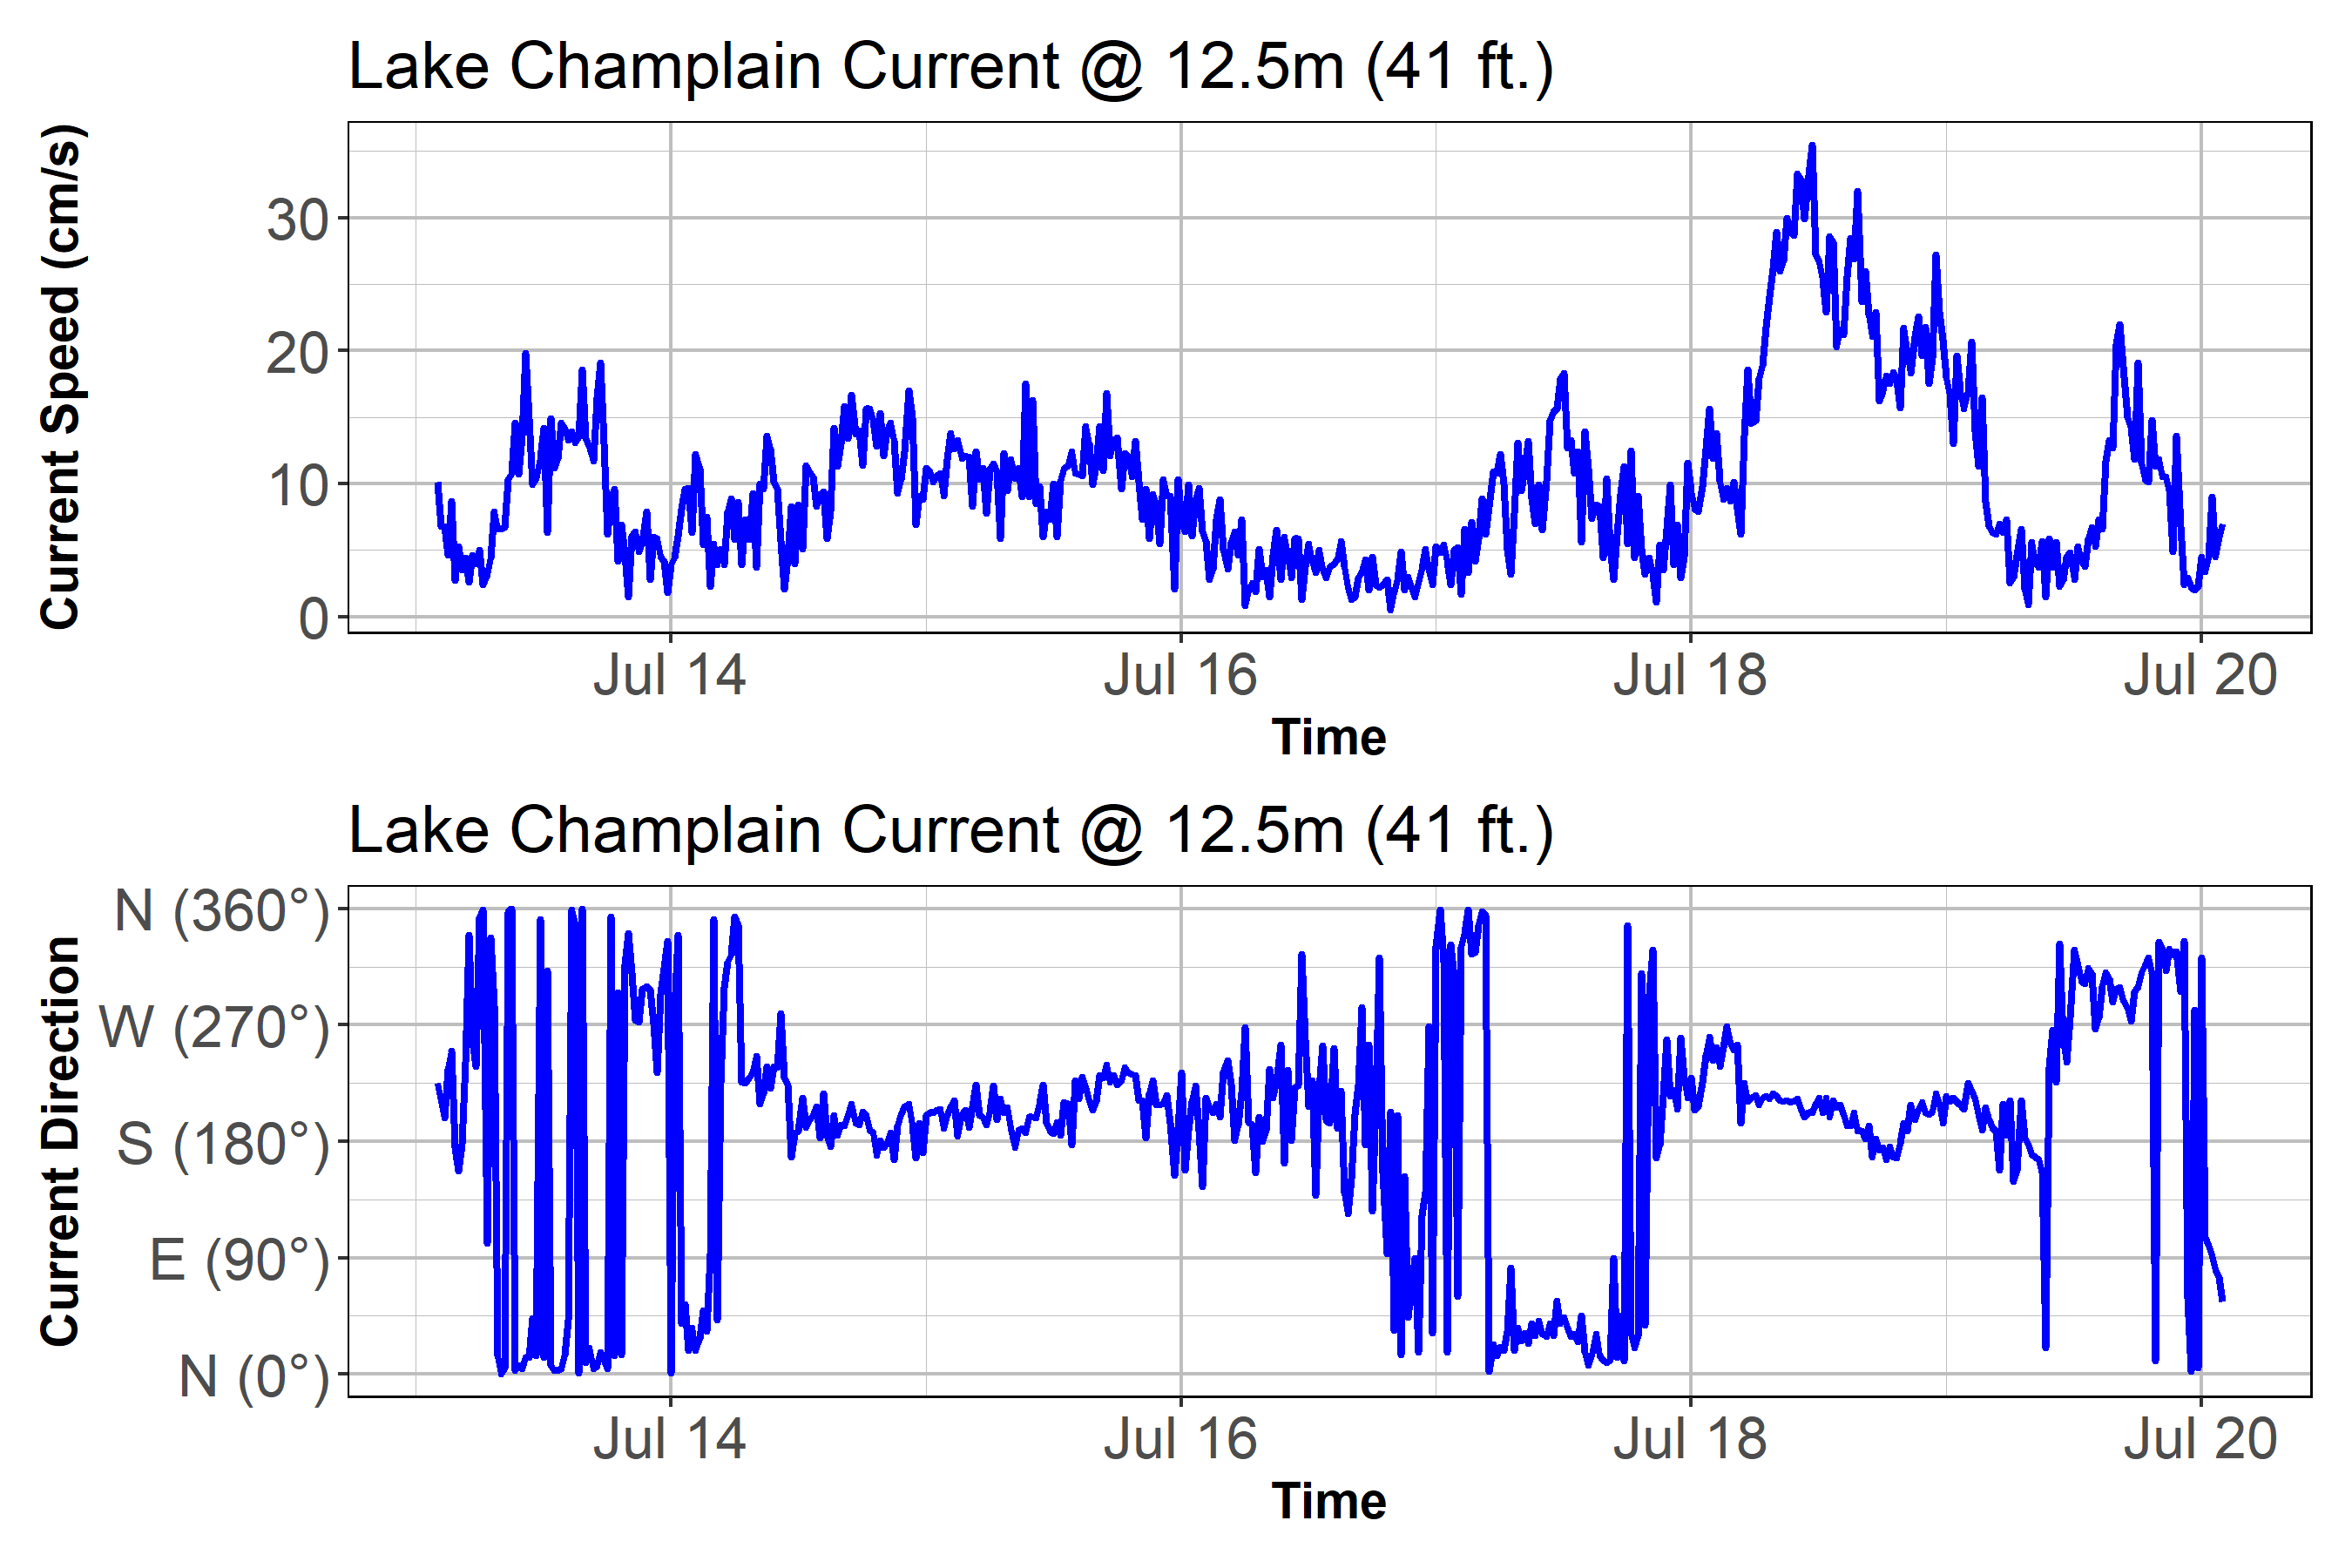 Lake Champlain Current @ 12.5m (41 ft.)
Current Speed (cm/s)
30
20
10
0
Jul 14 Jul 16 Jul 18 Jul 20
Time
Lake Champlain Current @ 12.5m (41 ft.)
Current Direction
N (360°)
W (270°)
S (180°)
E (90°)
N (0°)
Jul 14 Jul 16 Jul 18 Jul 20
Time